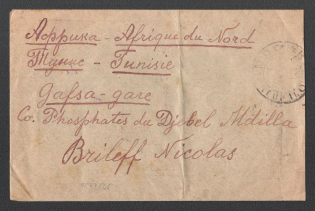 Африка - Afrique du Nord
Тунис - Tunisie
Gafsa-gare
Co. Phosphates du Djebel Mdilla
Brileff Nicolas